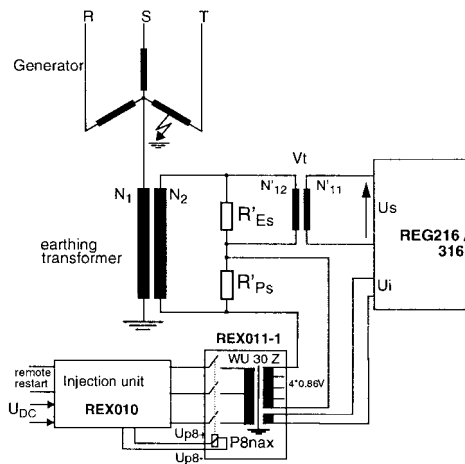 R S T
Generator
Vt
N₁ N₂ N'₁₂ N'₁₁
R'Es
Us
REG216 /
316
earthing
transformer
R'Ps
Ui
REX011-1
WU 30 Z
remote
restart
Injection unit
4*0.86V
U_DC
REX010
Up8+
P8nax
Up8-